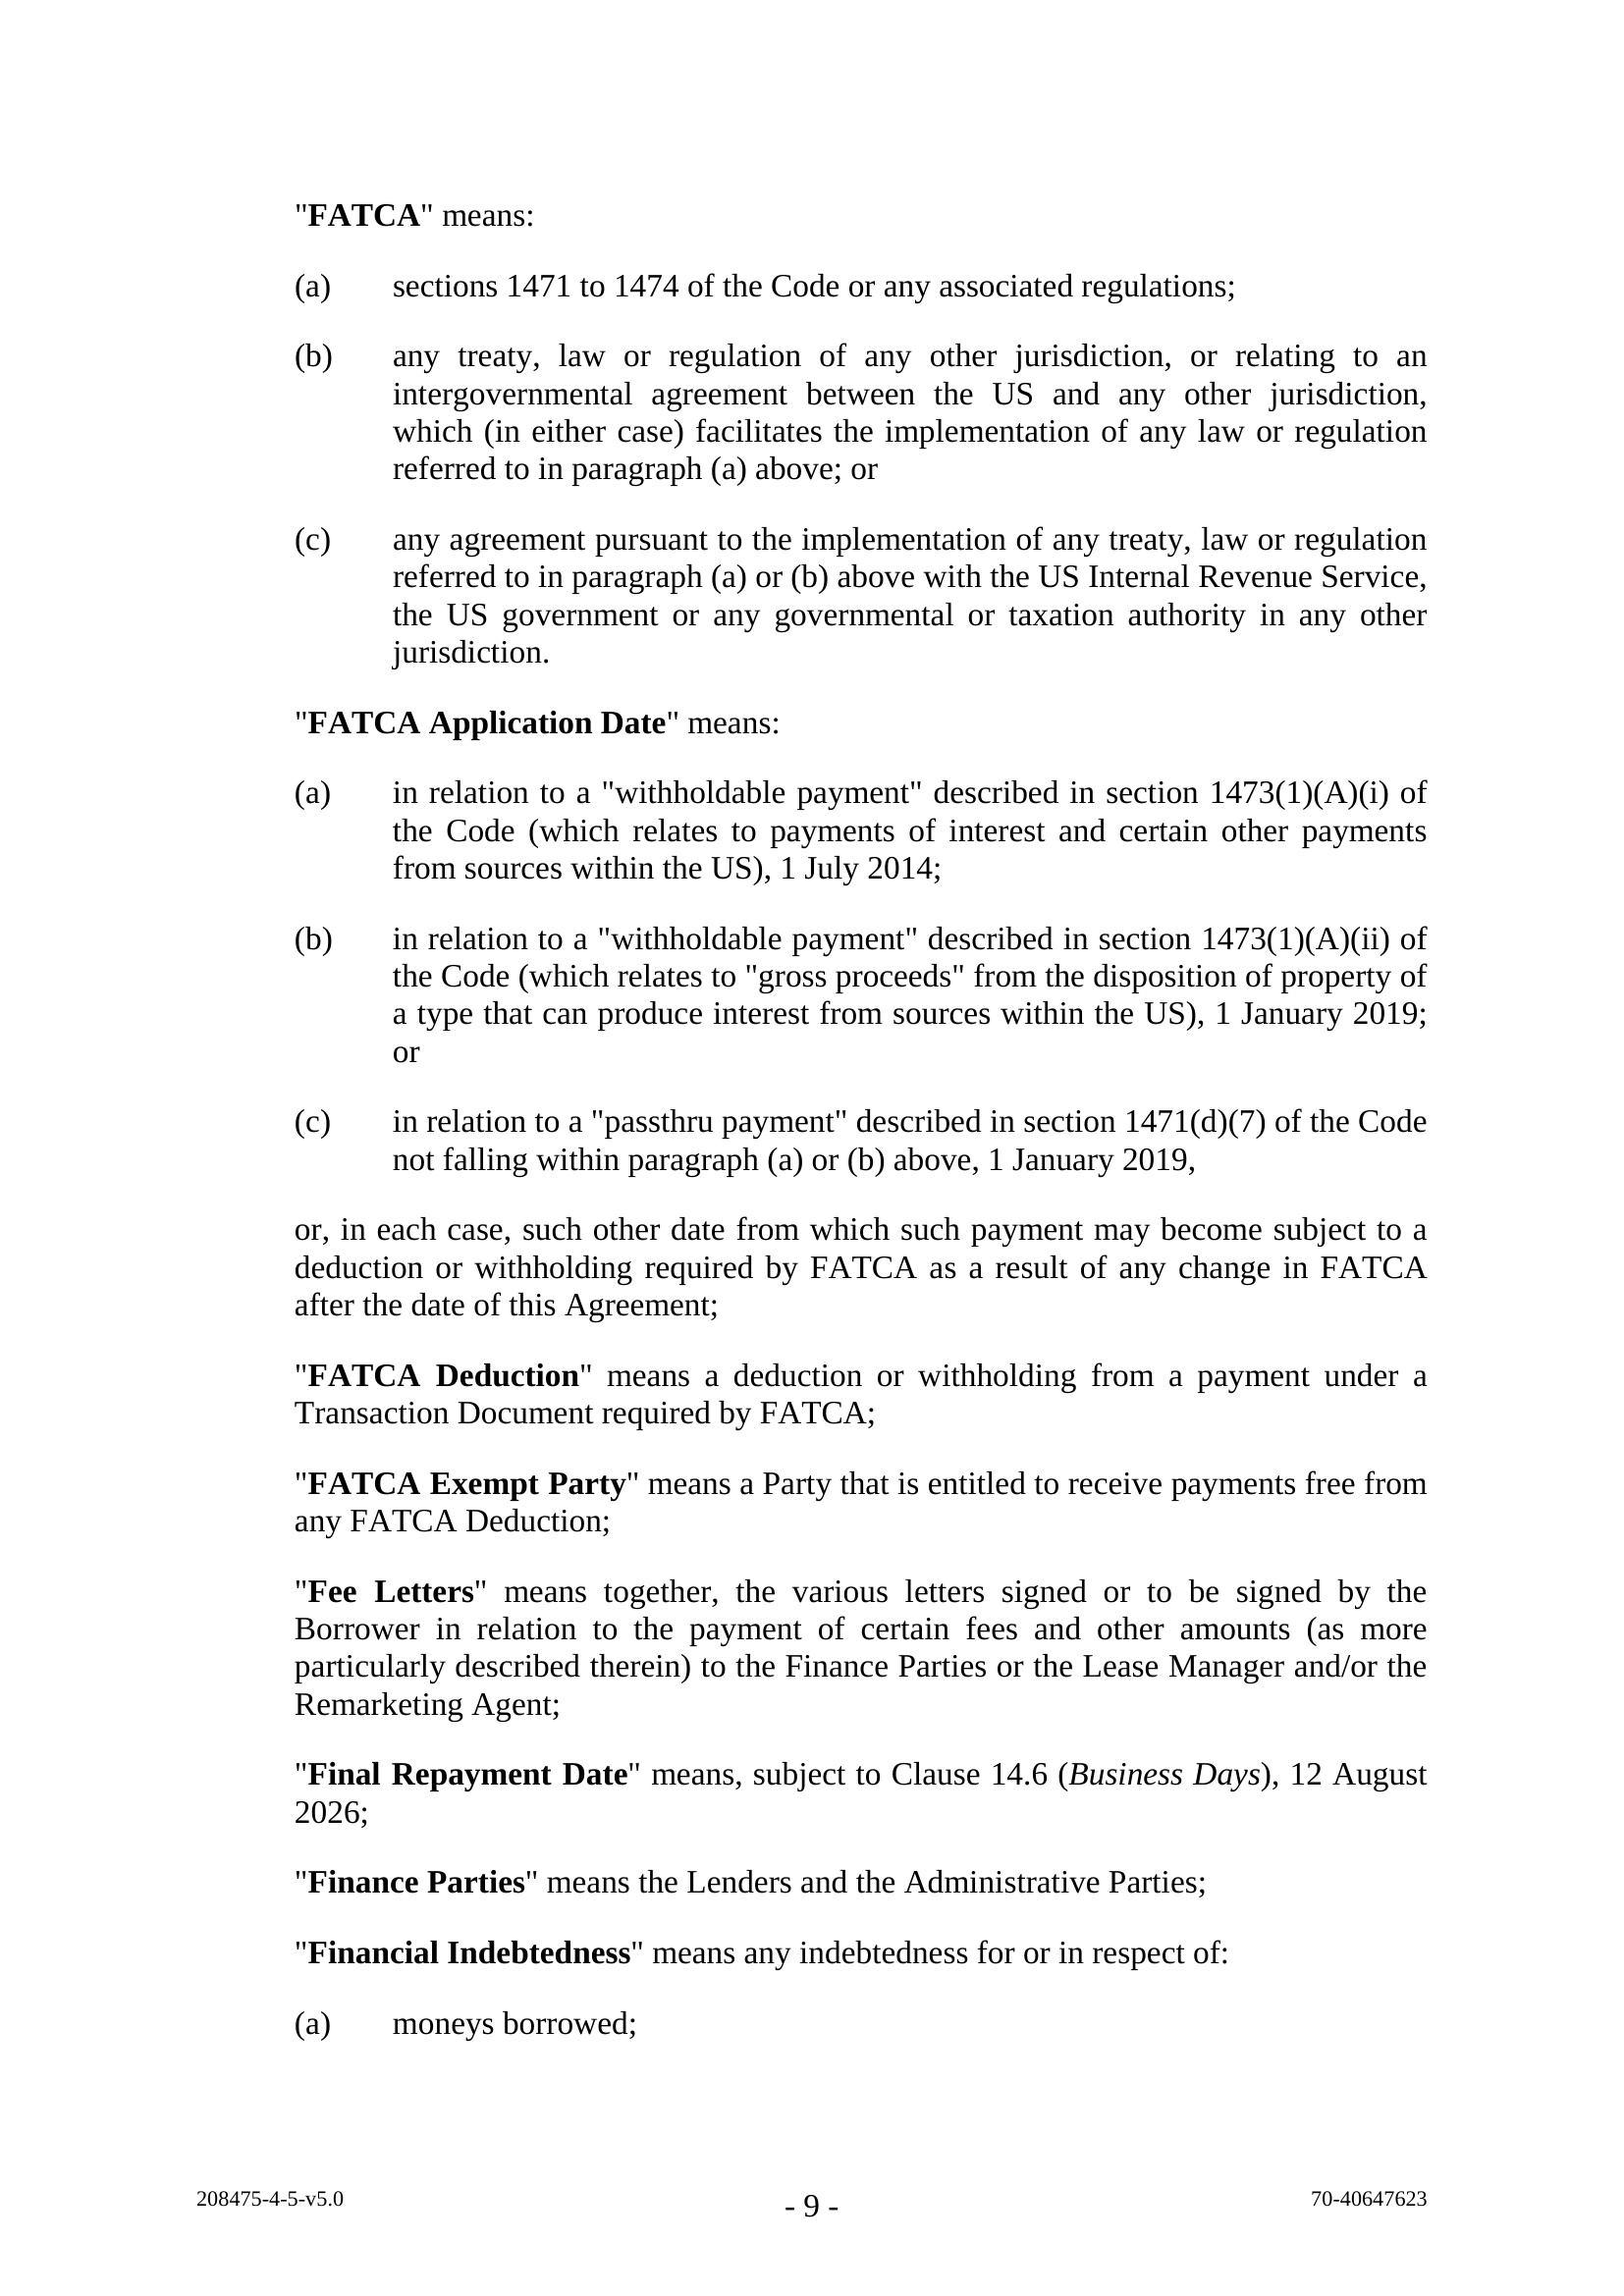 "FATCA" means:
(a) sections 1471 to 1474 of the Code or any associated regulations;
(b) any treaty, law or regulation of any other jurisdiction, or relating to an
intergovernmental agreement between the US and any other jurisdiction,
which (in either case) facilitates the implementation of any law or regulation
referred to in paragraph (a) above; or
(c) any agreement pursuant to the implementation of any treaty, law or regulation
referred to in paragraph (a) or (b) above with the US Internal Revenue Service,
the US government or any governmental or taxation authority in any other
jurisdiction.
"FATCA Application Date" means:
(a) in relation to a "withholdable payment" described in section 1473(1)(A)(i) of
the Code (which relates to payments of interest and certain other payments
from sources within the US), 1 July 2014;
(b) in relation to a "withholdable payment" described in section 1473(1)(A)(ii) of
the Code (which relates to "gross proceeds" from the disposition of property of
a type that can produce interest from sources within the US), 1 January 2019;
or
(c) in relation to a "passthru payment" described in section 1471(d)(7) of the Code
not falling within paragraph (a) or (b) above, 1 January 2019,
or, in each case, such other date from which such payment may become subject to a
deduction or withholding required by FATCA as a result of any change in FATCA
after the date of this Agreement;
"FATCA Deduction" means a deduction or withholding from a payment under a
Transaction Document required by FATCA;
"FATCA Exempt Party" means a Party that is entitled to receive payments free from
any FATCA Deduction;
"Fee Letters" means together, the various letters signed or to be signed by the
Borrower in relation to the payment of certain fees and other amounts (as more
particularly described therein) to the Finance Parties or the Lease Manager and/or the
Remarketing Agent;
"Final Repayment Date" means, subject to Clause 14.6 (Business Days), 12 August
2026;
"Finance Parties" means the Lenders and the Administrative Parties;
"Financial Indebtedness" means any indebtedness for or in respect of:
(a) moneys borrowed;
208475-4-5-v5.0
- 9 -
70-40647623